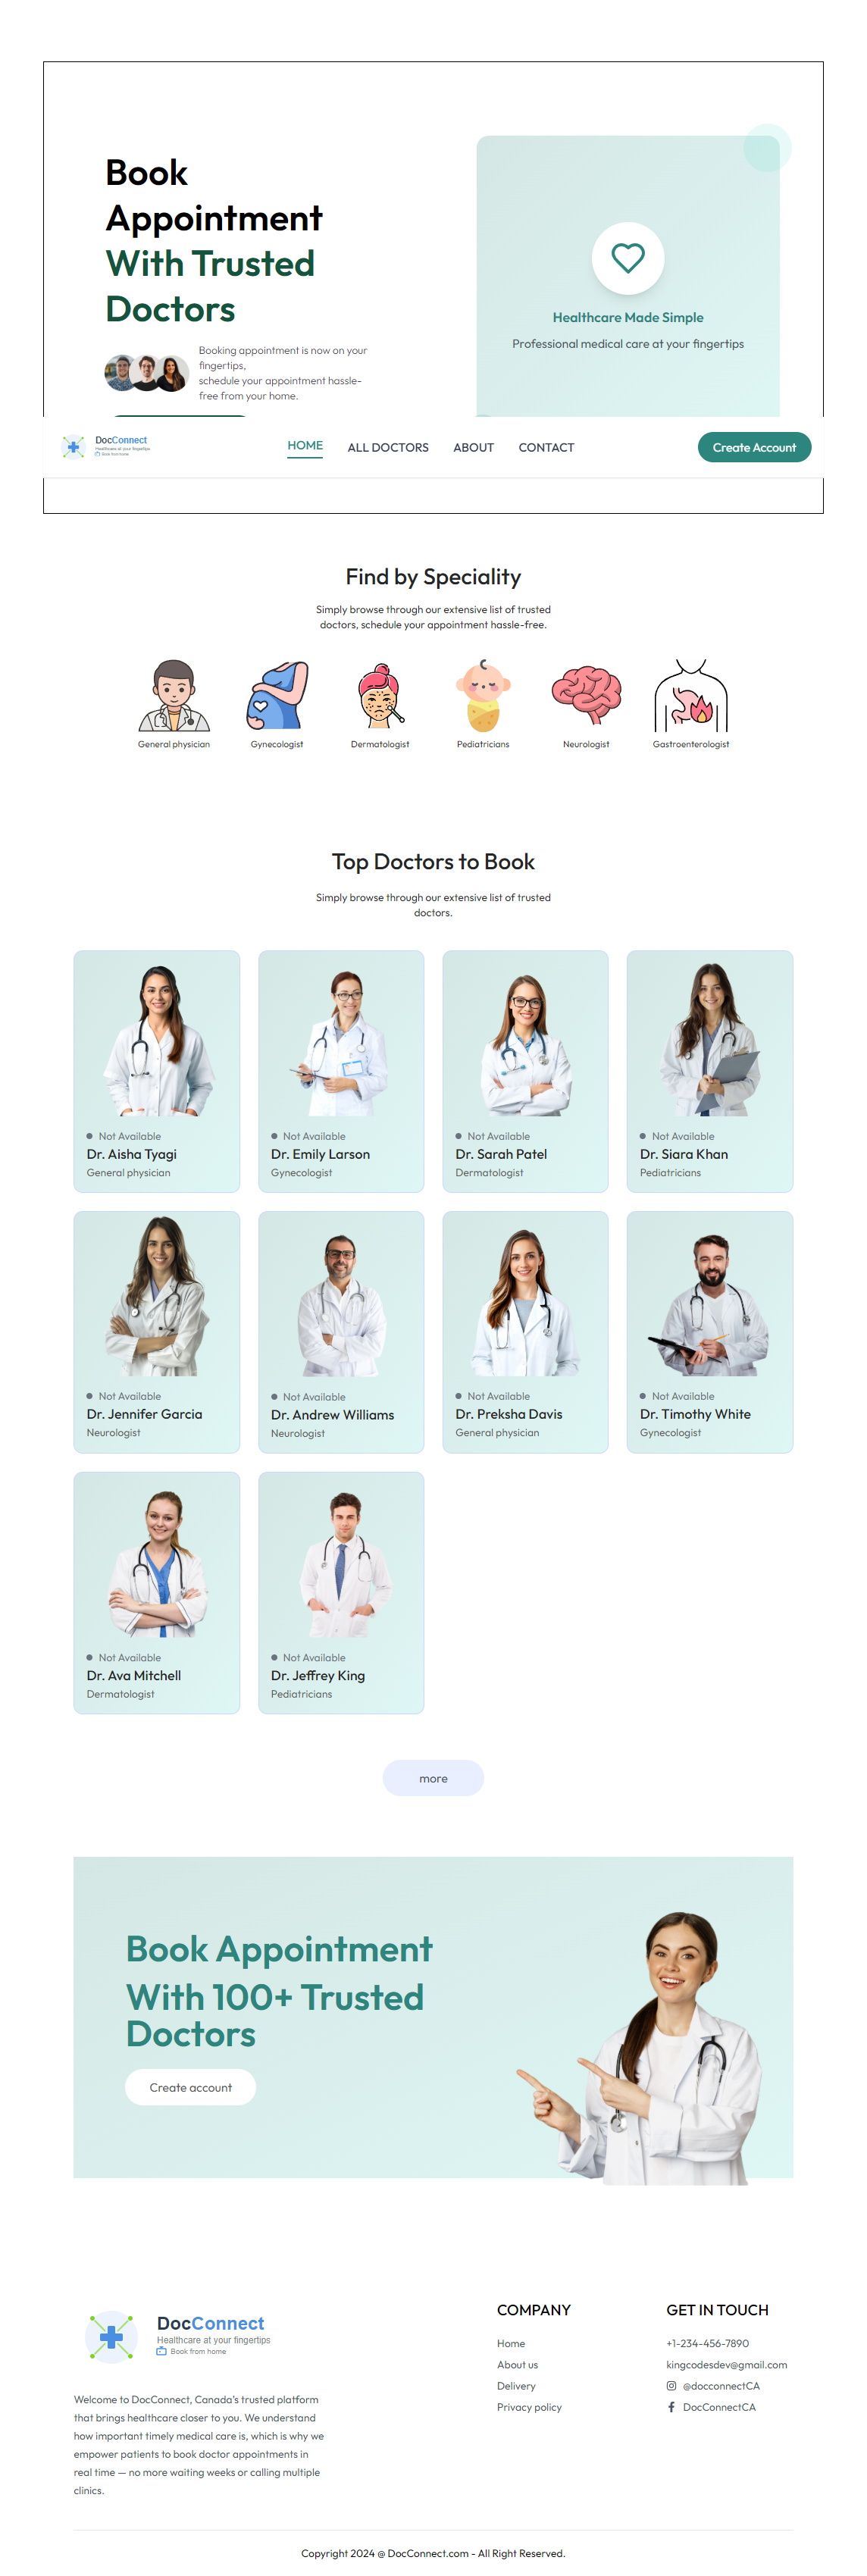 Book
Appointment
With Trusted
Doctors
Booking appointment is now on your
fingertips,
schedule your appointment hassle-
free from your home.
Healthcare Made Simple
Professional medical care at your fingertips
DocConnect
Healthcare at your fingertips
Book from home
HOME
ALL DOCTORS
ABOUT
CONTACT
Create Account
Find by Speciality
Simply browse through our extensive list of trusted
doctors, schedule your appointment hassle-free.
General physician
Gynecologist
Dermatologist
Pediatricians
Neurologist
Gastroenterologist
Top Doctors to Book
Simply browse through our extensive list of trusted
doctors.
Not Available
Dr. Aisha Tyagi
General physician
Not Available
Dr. Emily Larson
Gynecologist
Not Available
Dr. Sarah Patel
Dermatologist
Not Available
Dr. Siara Khan
Pediatricians
Not Available
Dr. Jennifer Garcia
Neurologist
Not Available
Dr. Andrew Williams
Neurologist
Not Available
Dr. Preksha Davis
General physician
Not Available
Dr. Timothy White
Gynecologist
Not Available
Dr. Ava Mitchell
Dermatologist
Not Available
Dr. Jeffrey King
Pediatricians
more
Book Appointment
With 100+ Trusted
Doctors
Create account
DocConnect
Healthcare at your fingertips
Book from home
Welcome to DocConnect, Canada's trusted platform
that brings healthcare closer to you. We understand
how important timely medical care is, which is why we
empower patients to book doctor appointments in
real time — no more waiting weeks or calling multiple
clinics.
COMPANY
Home
About us
Delivery
Privacy policy
GET IN TOUCH
+1-234-456-7890
kingcodesdev@gmail.com
@docconnectCA
DocConnectCA
Copyright 2024 @ DocConnect.com - All Right Reserved.